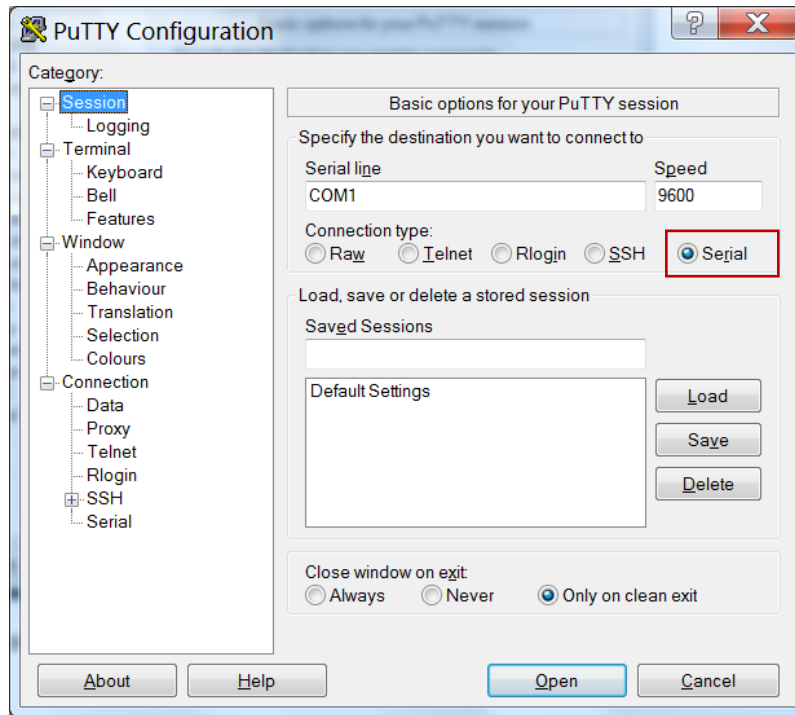 PuTTY Configuration
Category:
Session
Logging
Terminal
Keyboard
Bell
Features
Window
Appearance
Behaviour
Translation
Selection
Colours
Connection
Data
Proxy
Telnet
Rlogin
SSH
Serial
Basic options for your PuTTY session
Specify the destination you want to connect to
Serial line Speed
COM1 9600
Connection type:
Raw Telnet Rlogin SSH Serial
Load, save or delete a stored session
Saved Sessions
Default Settings
Load
Save
Delete
Close window on exit:
Always Never Only on clean exit
About Help Open Cancel